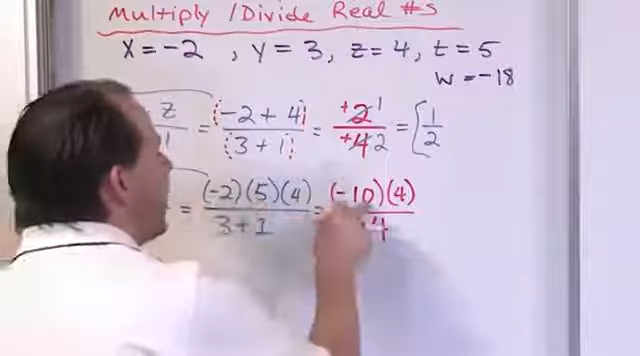 Multiply /Divide Real #s
x = -2 , y = 3, z = 4, t = 5
w = -18
z/1 = (-2 + 4)/(3 + 1) = +2 1/+4 2 = 1/2
= (-2)(5)(4)/3 + 1 = (-10)(4)/4